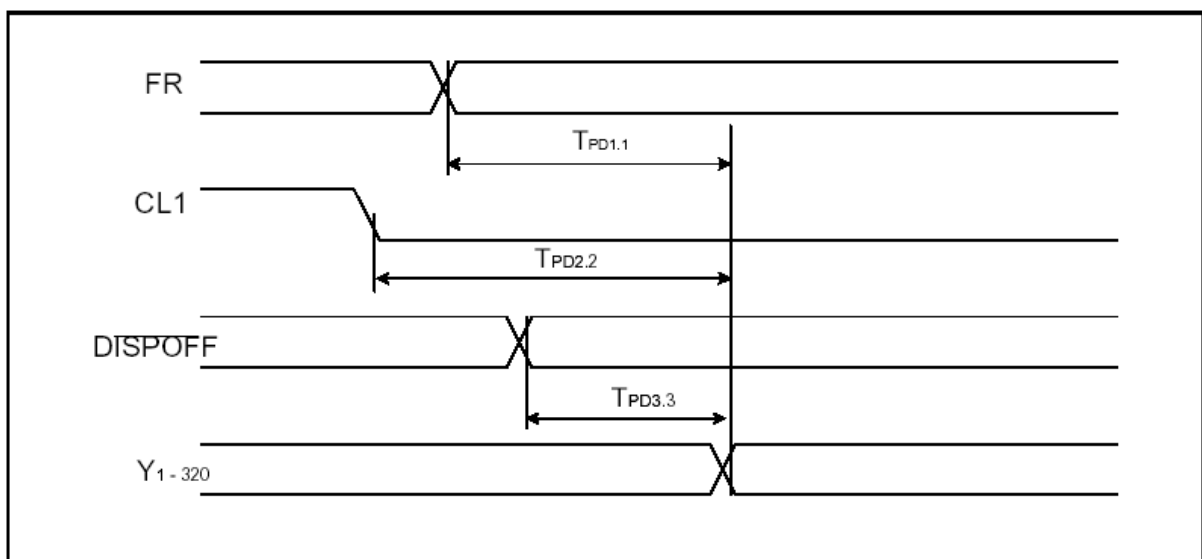 FR
TPD1.1
CL1
TPD2.2
DISPOFF
TPD3.3
Y1 - 320